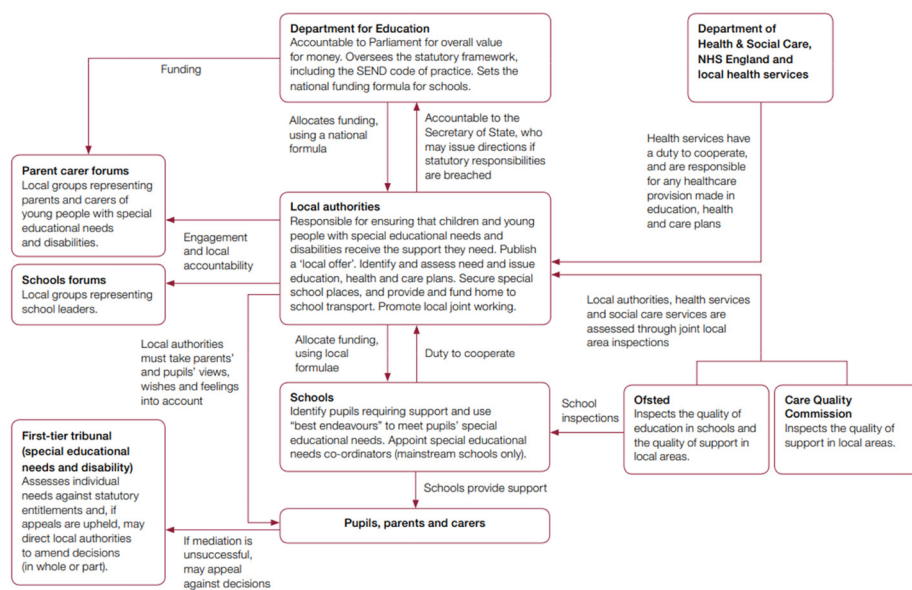 Department for Education
Accountable to Parliament for overall value
for money. Oversees the statutory framework,
including the SEND code of practice. Sets the
national funding formula for schools.
Department of
Health & Social Care,
NHS England and
local health services
Funding
Allocates funding,
using a national
formula
Accountable to the
Secretary of State, who
may issue directions if
statutory responsibilities
are breached
Health services have
a duty to cooperate,
and are responsible
for any healthcare
provision made in
education, health
and care plans
Parent carer forums
Local groups representing
parents and carers of
young people with special
educational needs
and disabilities.
Local authorities
Responsible for ensuring that children and young
people with special educational needs and
disabilities receive the support they need. Publish
a ‘local offer’. Identify and assess need and issue
education, health and care plans. Secure special
school places, and provide and fund home to
school transport. Promote local joint working.
Engagement
and local
accountability
Schools forums
Local groups representing
school leaders.
Local authorities, health services
and social care services are
assessed through joint local
area inspections
Local authorities
must take parents’
and pupils’ views,
wishes and feelings
into account
Allocate funding,
using local
formulae
Duty to cooperate
Schools
Identify pupils requiring support and use
“best endeavours” to meet pupils’ special
educational needs. Appoint special educational
needs co-ordinators (mainstream schools only).
School
inspections
Ofsted
Inspects the quality of
education in schools and
the quality of support in
local areas.
Care Quality
Commission
Inspects the quality of
support in local areas.
First-tier tribunal
(special educational
needs and disability)
Assesses individual
needs against statutory
entitlements and, if
appeals are upheld, may
direct local authorities
to amend decisions
(in whole or part).
Schools provide support
Pupils, parents and carers
If mediation is
unsuccessful,
may appeal
against decisions